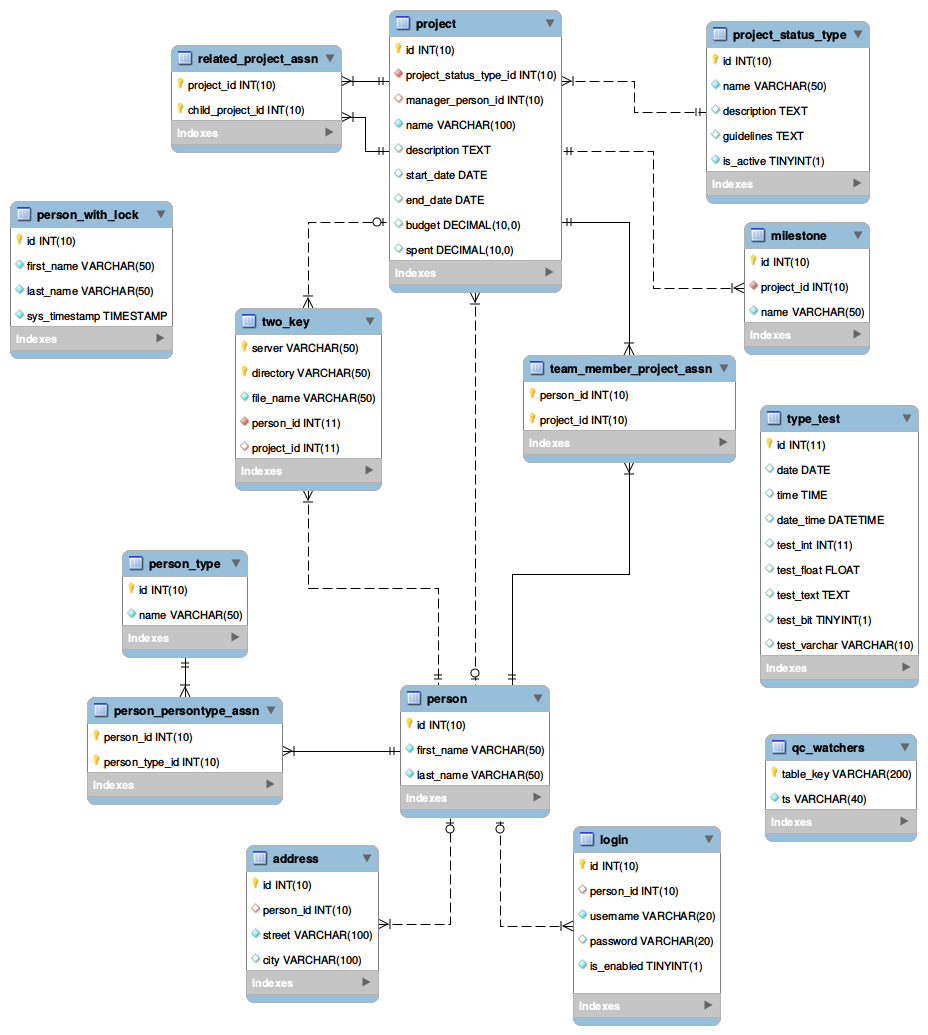 project
id INT(10)
project_status_type_id INT(10)
manager_person_id INT(10)
name VARCHAR(100)
description TEXT
start_date DATE
end_date DATE
budget DECIMAL(10,0)
spent DECIMAL(10,0)
Indexes
related_project_assn
project_id INT(10)
child_project_id INT(10)
Indexes
project_status_type
id INT(10)
name VARCHAR(50)
description TEXT
guidelines TEXT
is_active TINYINT(1)
Indexes
person_with_lock
id INT(10)
first_name VARCHAR(50)
last_name VARCHAR(50)
sys_timestamp TIMESTAMP
Indexes
milestone
id INT(10)
project_id INT(10)
name VARCHAR(50)
Indexes
two_key
server VARCHAR(50)
directory VARCHAR(50)
file_name VARCHAR(50)
person_id INT(11)
project_id INT(11)
Indexes
team_member_project_assn
person_id INT(10)
project_id INT(10)
Indexes
type_test
id INT(11)
date DATE
time TIME
date_time DATETIME
test_int INT(11)
test_float FLOAT
test_text TEXT
test_bit TINYINT(1)
test_varchar VARCHAR(10)
Indexes
person_type
id INT(10)
name VARCHAR(50)
Indexes
person_persontype_assn
person_id INT(10)
person_type_id INT(10)
Indexes
person
id INT(10)
first_name VARCHAR(50)
last_name VARCHAR(50)
Indexes
qc_watchers
table_key VARCHAR(200)
ts VARCHAR(40)
Indexes
address
id INT(10)
person_id INT(10)
street VARCHAR(100)
city VARCHAR(100)
Indexes
login
id INT(10)
person_id INT(10)
username VARCHAR(20)
password VARCHAR(20)
is_enabled TINYINT(1)
Indexes